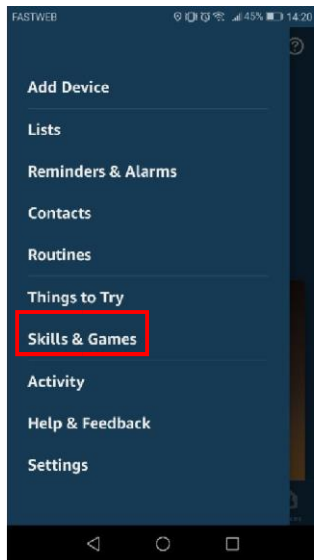 FASTWEB 45% 14:20
Add Device
Lists
Reminders & Alarms
Contacts
Routines
Things to Try
Skills & Games
Activity
Help & Feedback
Settings